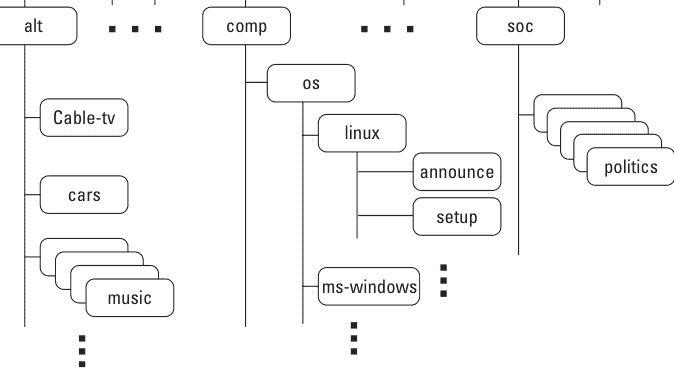 alt
comp
soc
os
Cable-tv
linux
announce
politics
cars
setup
music
ms-windows